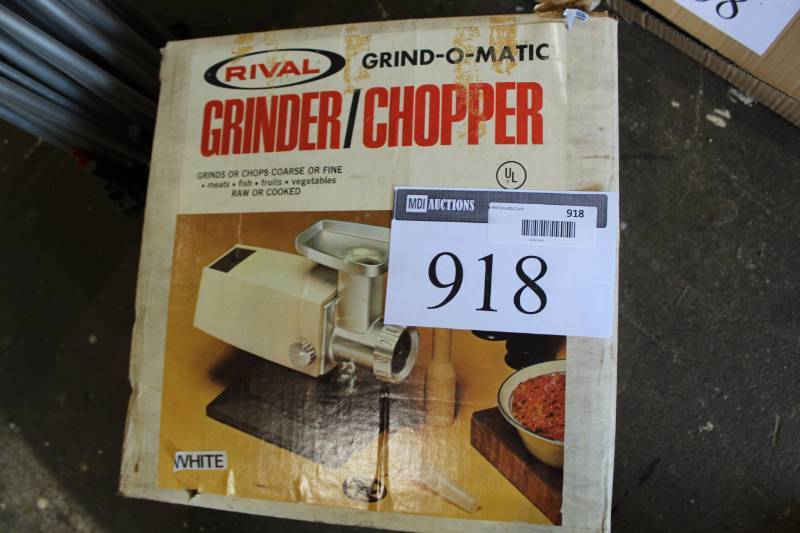 RIVAL
GRIND-O-MATIC
GRINDER/CHOPPER
GRINDS OR CHOPS COARSE OR FINE
• meats • fish • fruits • vegetables
RAW OR COOKED
UL
MDI AUCTIONS
918
918
WHITE